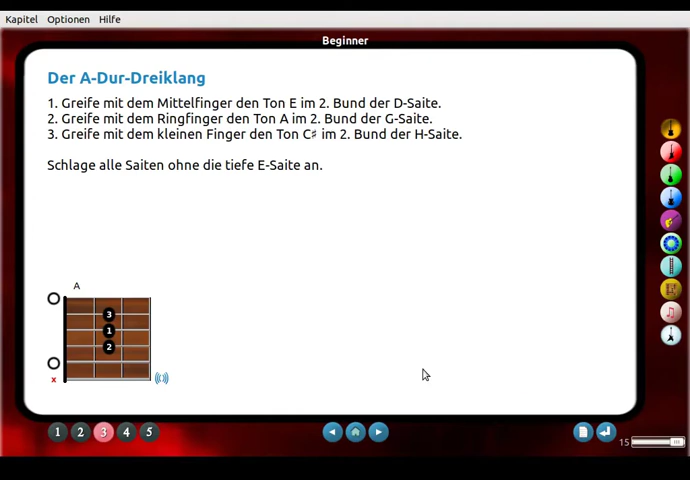 Kapitel Optionen Hilfe
Beginner
Der A-Dur-Dreiklang
1. Greife mit dem Mittelfinger den Ton E im 2. Bund der D-Saite.
2. Greife mit dem Ringfinger den Ton A im 2. Bund der G-Saite.
3. Greife mit dem kleinen Finger den Ton C♯ im 2. Bund der H-Saite.
Schlage alle Saiten ohne die tiefe E-Saite an.
A
3
1
2
x
1 2 3 4 5
15